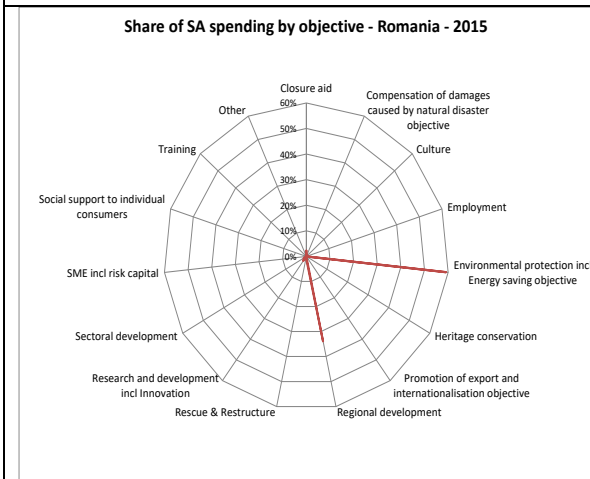 Share of SA spending by objective - Romania - 2015
Closure aid
Compensation of damages
caused by natural disaster
objective
Culture
Employment
Environmental protection inc
Energy saving objective
Heritage conservation
Promotion of export and
internationalisation objective
Regional development
Rescue & Restructure
Research and development
incl Innovation
Sectoral development
SME incl risk capital
Social support to individual
consumers
Training
Other
60%
50%
40%
30%
20%
10%
0%